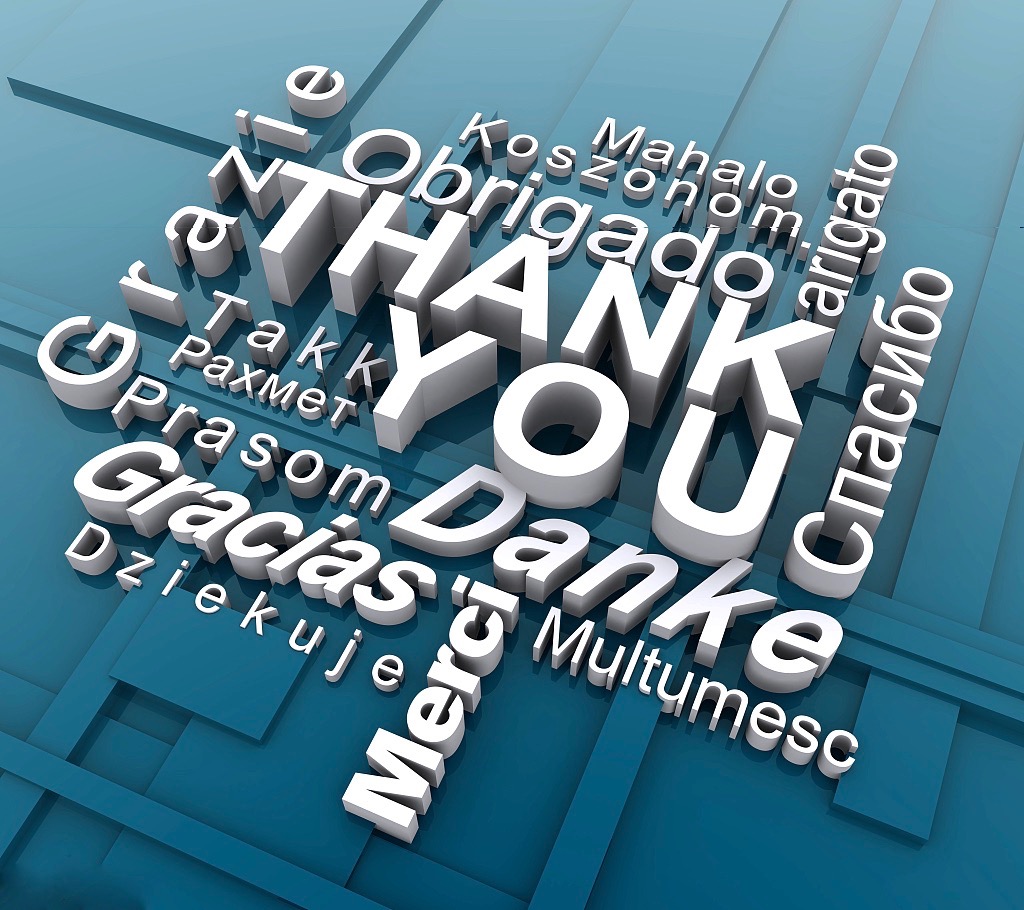 Grazie
Obrigado
Koszonom.
Mahalo
arigato
THANK
YOU
Takk
Рахмет
Prasom
Спасибо
Gracias
Danke
Dziekuje
Merci
Multumesc